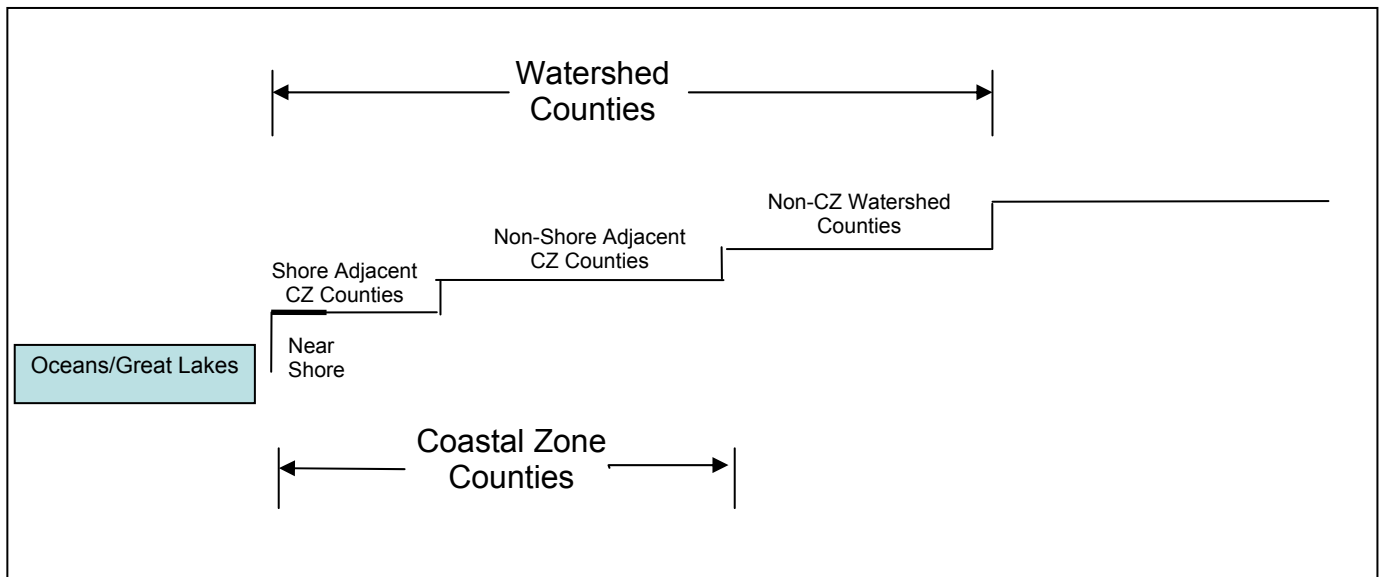 Watershed
Counties
Non-CZ Watershed
Counties
Non-Shore Adjacent
CZ Counties
Shore Adjacent
CZ Counties
Near
Shore
Oceans/Great Lakes
Coastal Zone
Counties